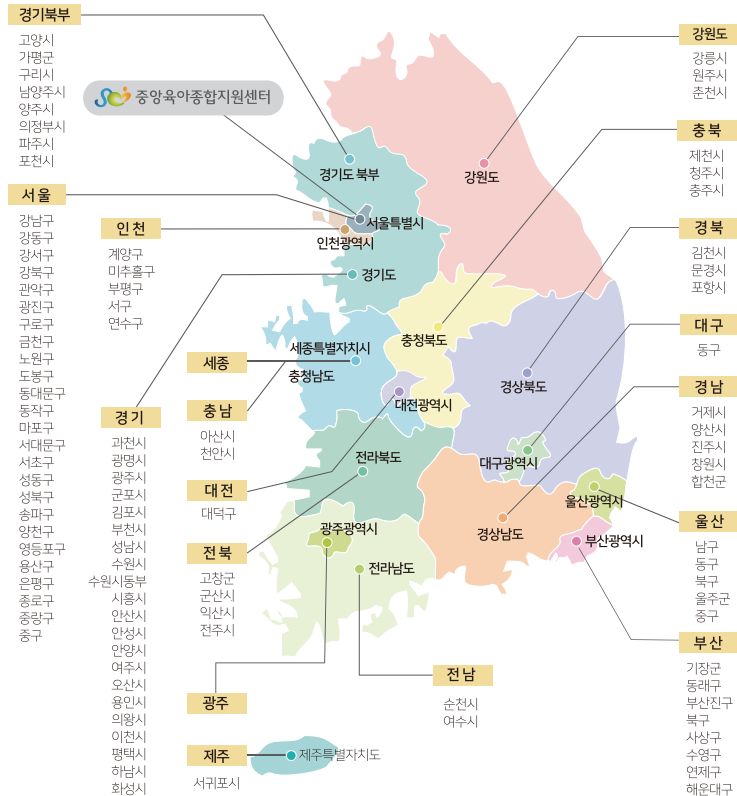 경기북부
고양시
가평군
구리시
남양주시
양주시
의정부시
파주시
포천시
중앙육아종합지원센터
서울
강남구
강동구
강서구
강북구
관악구
광진구
구로구
금천구
노원구
도봉구
동대문구
동작구
마포구
서대문구
서초구
성동구
성북구
송파구
양천구
영등포구
용산구
은평구
종로구
중랑구
중구
인천
계양구
미추홀구
부평구
서구
연수구
경기
과천시
광명시
광주시
군포시
김포시
부천시
성남시
수원시
수원시동부
시흥시
안산시
안성시
안양시
여주시
오산시
용인시
의왕시
이천시
평택시
하남시
화성시
세종
충남
아산시
천안시
대전
대덕구
전북
고창군
군산시
익산시
전주시
광주
제주
서귀포시
경기도 북부
강원도
서울특별시
인천광역시
경기도
충청북도
세종특별자치시
충청남도
경상북도
대전광역시
전라북도
대구광역시
울산광역시
광주광역시
경상남도
부산광역시
전라남도
제주특별자치도
전남
순천시
여수시
강원도
강릉시
원주시
춘천시
충북
제천시
청주시
충주시
경북
김천시
문경시
포항시
대구
동구
경남
거제시
양산시
진주시
창원시
합천군
울산
남구
동구
북구
울주군
중구
부산
기장군
동래구
부산진구
북구
사상구
수영구
연제구
해운대구